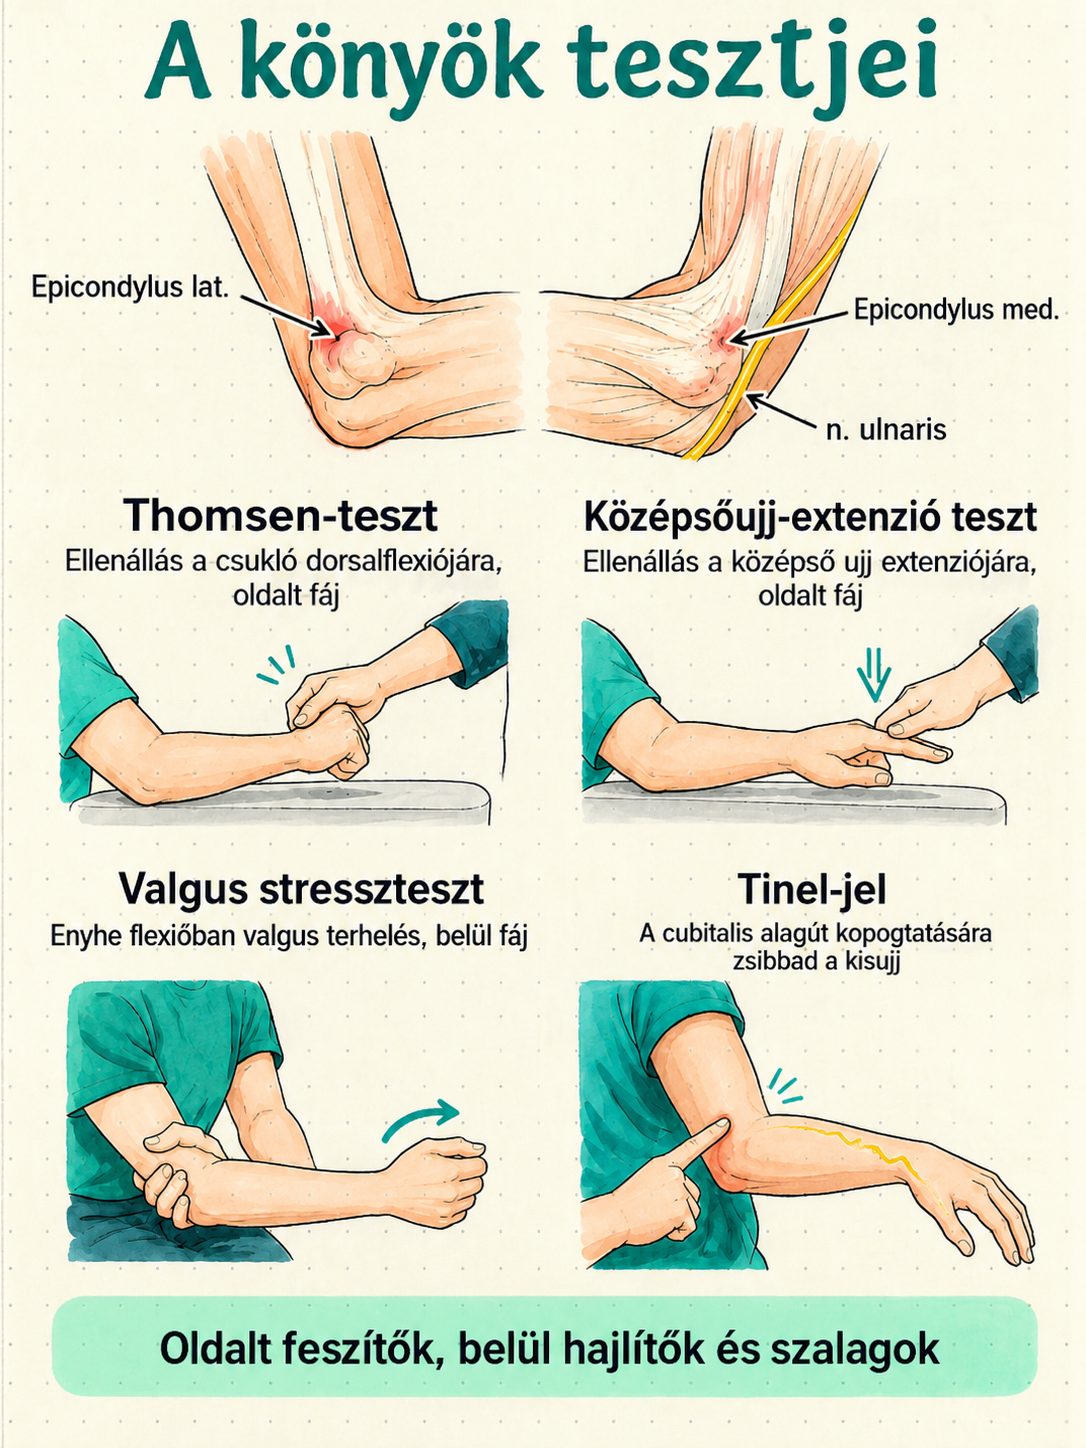 A könyök tesztjei
Epicondylus lat.
Epicondylus med.
n. ulnaris
Thomsen-teszt
Ellenállás a csukló dorsalflexiójára,
oldalt fáj
Középsőujj-extenzió teszt
Ellenállás a középső ujj extenziójára,
oldalt fáj
Valgus stresszteszt
Enyhe flexióban valgus terhelés, belül fáj
Tinel-jel
A cubitalis alagút kopogtatására
zsibbad a kisujj
Oldalt feszítők, belül hajlítók és szalagok